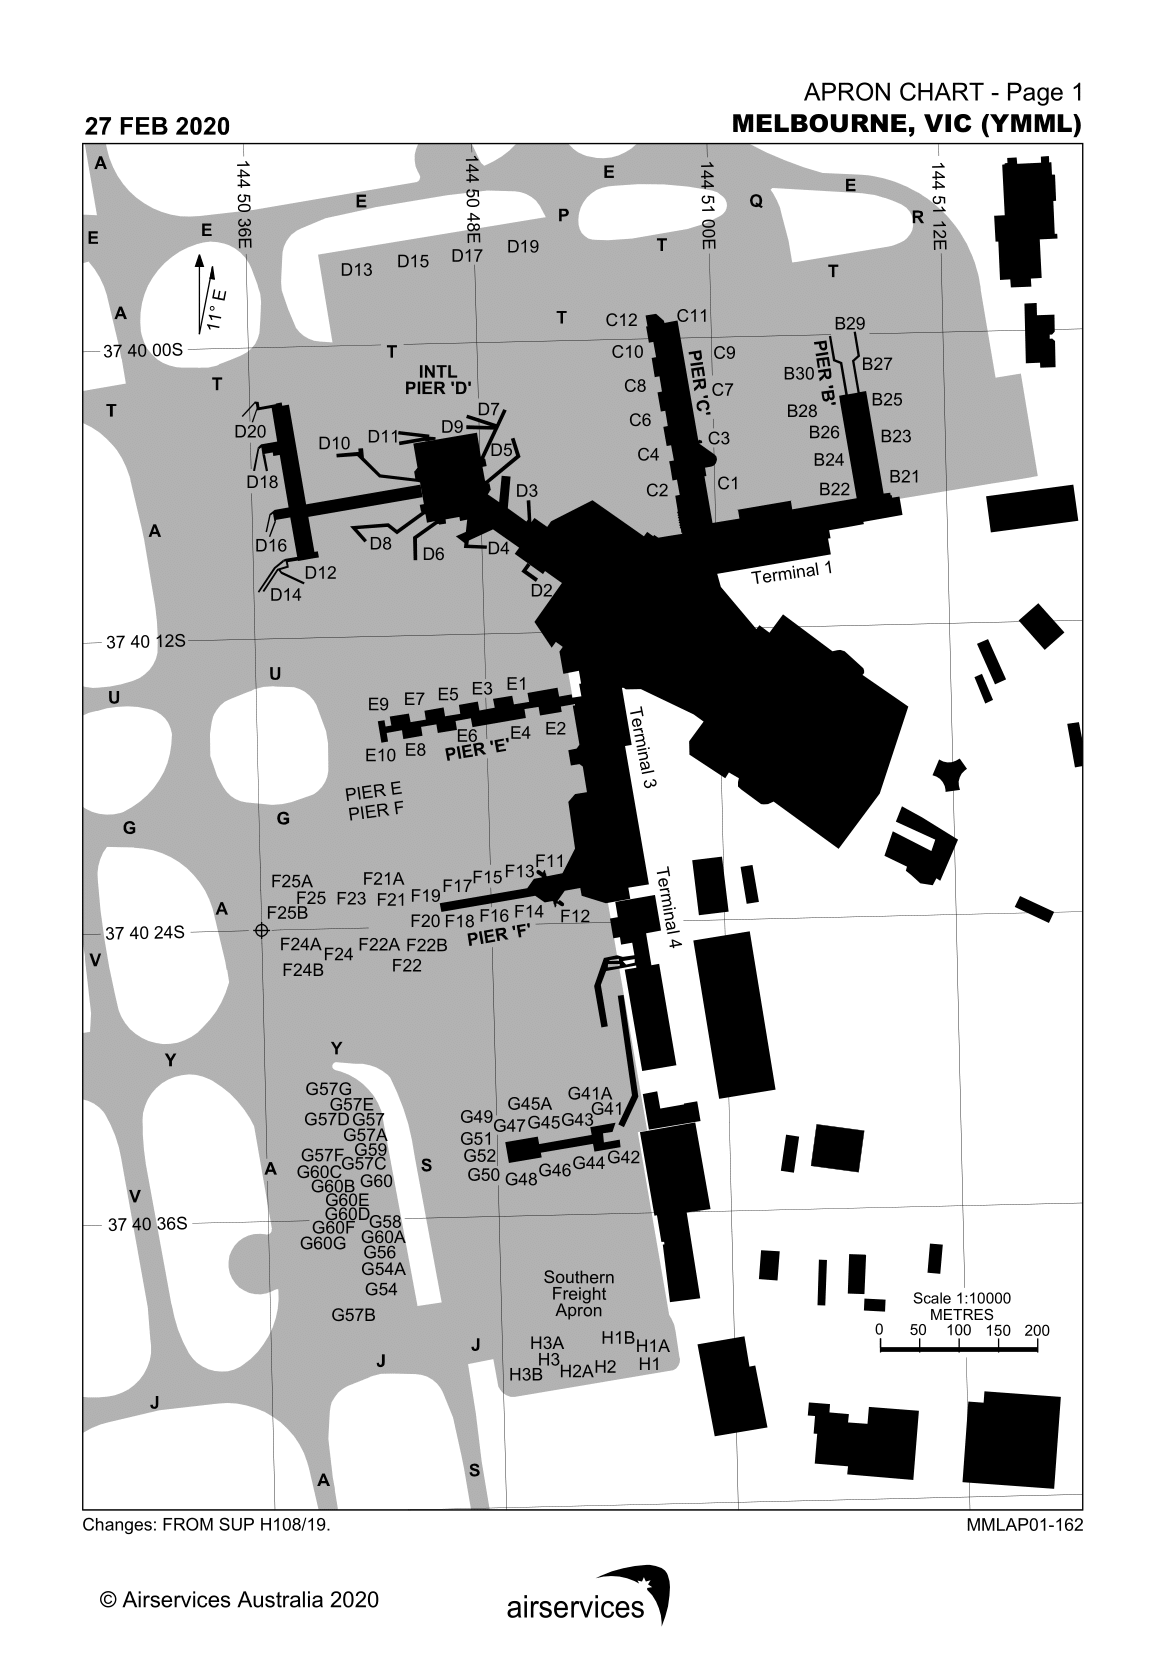 APRON CHART - Page 1
27 FEB 2020
MELBOURNE, VIC (YMML)
A
144 50 36E
144 50 48E
144 51 00E
144 51 12E
E
E
E
E
E
P
Q
R
T
T
D13
D15
D17
D19
11° E
A
T
C12
C11
B29
37 40 00S
T
C10
C9
PIER 'C'
PIER 'B'
B27
INTL
PIER 'D'
T
C8
C7
B30
B25
T
D7
B28
D20
D10
D11
D9
C6
C3
B26
B23
D5
C4
B24
D18
D3
C2
C1
B22
B21
A
D16
D8
D6
D4
D12
Terminal 1
D14
D2
37 40 12S
U
U
E9
E7
E5
E3
E1
E10
E8
E6
E4
E2
PIER 'E'
Terminal 3
PIER E
PIER F
G
G
F25A
F25
F25B
F23
F21A
F21
F19
F17
F15
F13
F11
A
F20
F18
F16
F14
F12
PIER 'F'
Terminal 4
37 40 24S
F24A
F24
F24B
F22A
F22B
F22
V
Y
Y
G57G
G57E
G57D
G57
G57A
G59
G57F
G57C
G60C
G60
G60B
G60E
G60D
G60F
G58
G60G
G60A
G56
G54A
G54
G57B
G49
G45A
G41A
G41
G47
G45
G43
G51
G52
G50
G48
G46
G44
G42
A
S
V
37 40 36S
Southern
Freight
Apron
Scale 1:10000
METRES
0 50 100 150 200
J
J
H3A
H3
H3B
H2A
H2
H1B
H1A
H1
J
A
S
Changes: FROM SUP H108/19.
MMLAP01-162
© Airservices Australia 2020
airservices